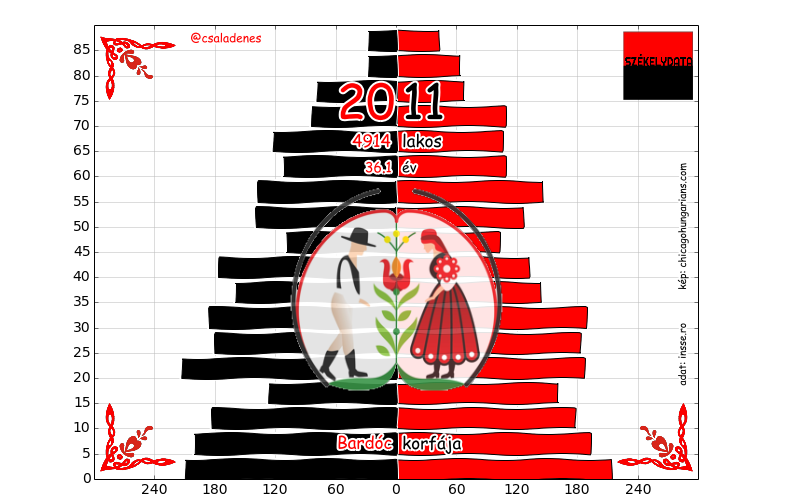 @csaladenes
SZÉKELYDATA
2011
4914 lakos
36.1 év
Bardóc korfája
kép: chicagohungarians.com
adat: insse.ro
85
80
75
70
65
60
55
50
45
40
35
30
25
20
15
10
5
0
240 180 120 60 0 60 120 180 240